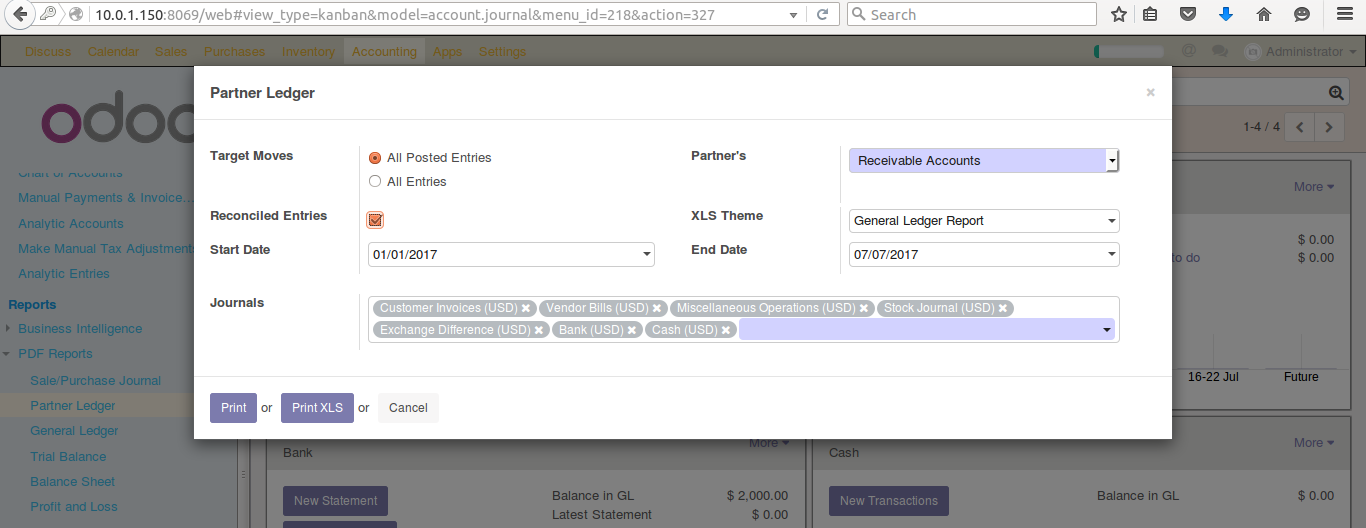 10.0.1.150:8069/web#view_type=kanban&model=account.journal&menu_id=218&action=327
Search
Discuss Calendar Sales Purchases Inventory Accounting Apps Settings
@ Administrator
odoo
Partner Ledger ×
1-4 / 4
Target Moves
All Posted Entries
All Entries
Partner's
Receivable Accounts
Reconciled Entries
XLS Theme
General Ledger Report
Start Date
01/01/2017
End Date
07/07/2017
Journals
Customer Invoices (USD) Vendor Bills (USD) Miscellaneous Operations (USD) Stock Journal (USD)
Exchange Difference (USD) Bank (USD) Cash (USD)
Print or Print XLS or Cancel
Chart of Accounts
Manual Payments & Invoice...
Analytic Accounts
Make Manual Tax Adjustment
Analytic Entries
Reports
Business Intelligence
PDF Reports
Sale/Purchase Journal
Partner Ledger
General Ledger
Trial Balance
Balance Sheet
Profit and Loss
More
$ 0.00
to do $ 0.00
16-22 Jul Future
Bank More
New Statement
Balance in GL $ 2,000.00
Latest Statement $ 0.00
Cash More
New Transactions
Balance in GL $ 0.00